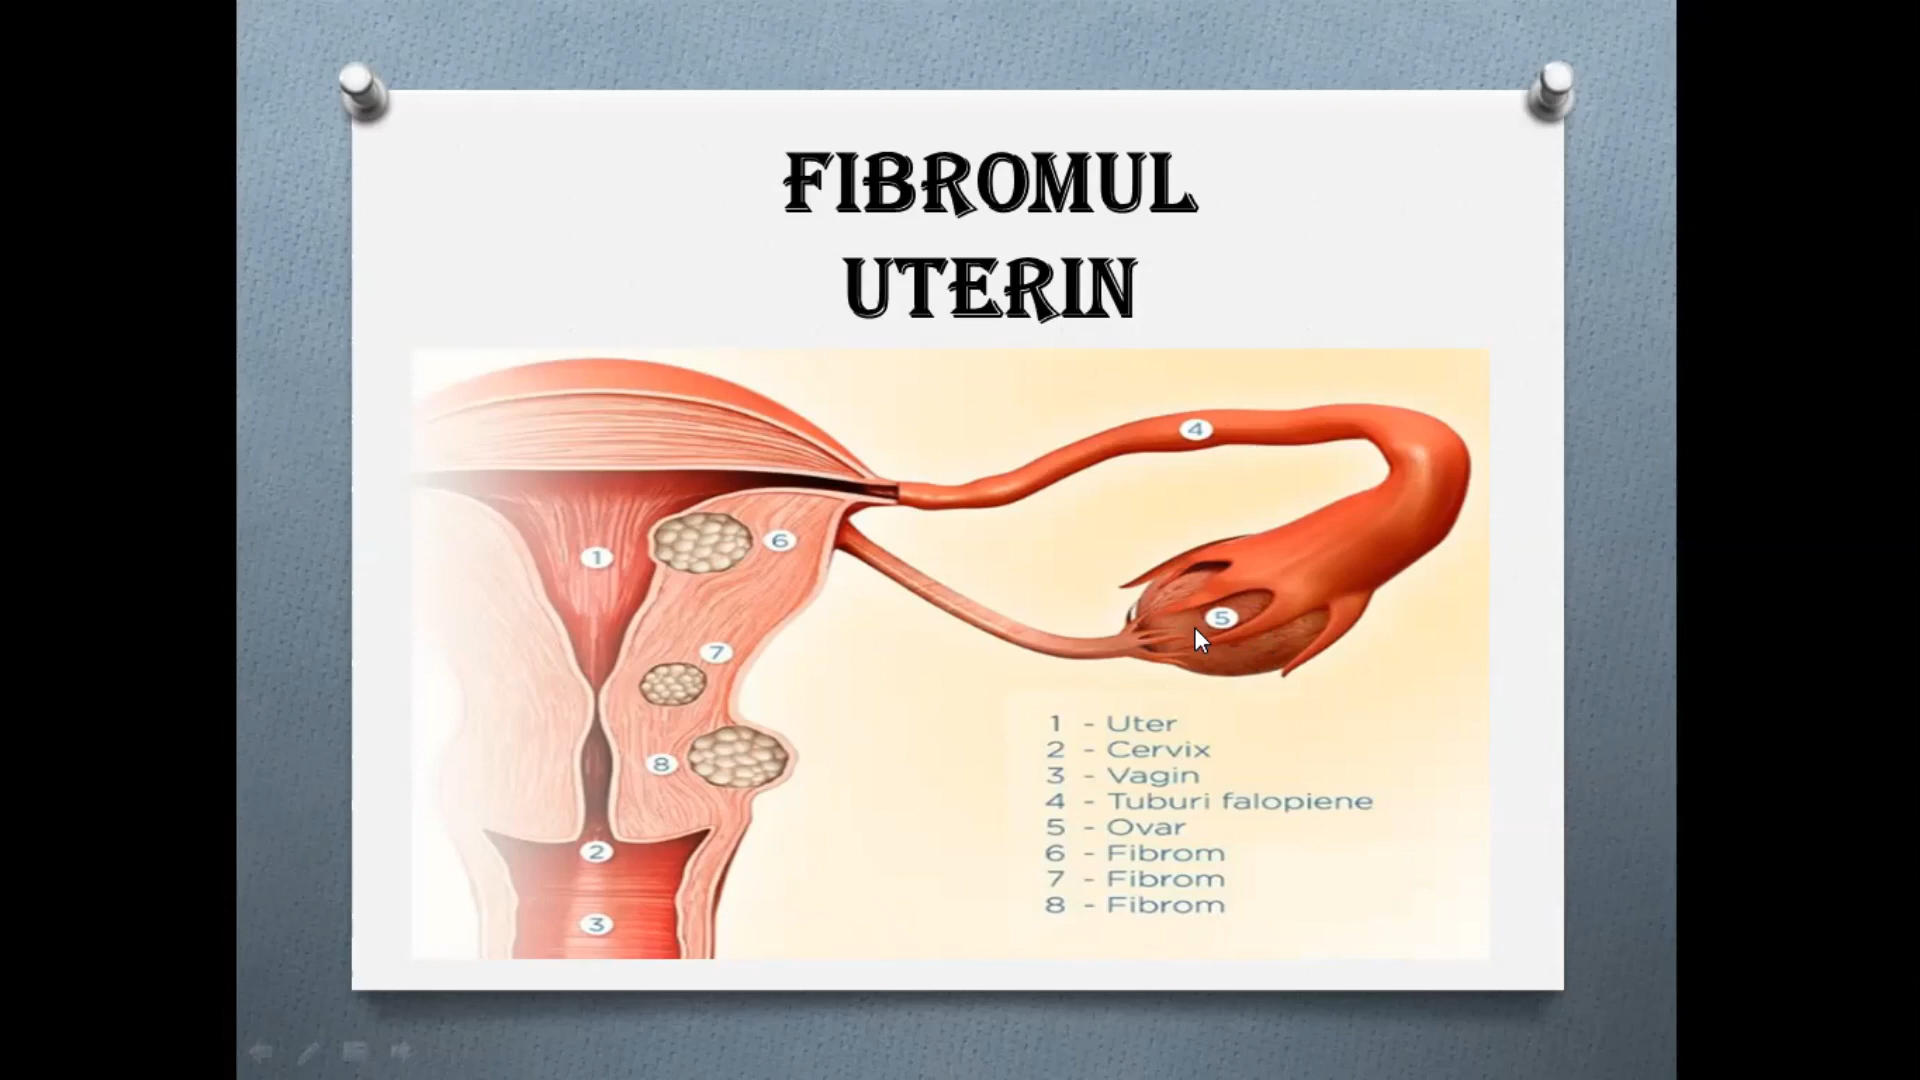 FIBROMUL
UTERIN
4
1
6
5
7
8
2
3
1 - Uter
2 - Cervix
3 - Vagin
4 - Tuburi falopiene
5 - Ovar
6 - Fibrom
7 - Fibrom
8 - Fibrom